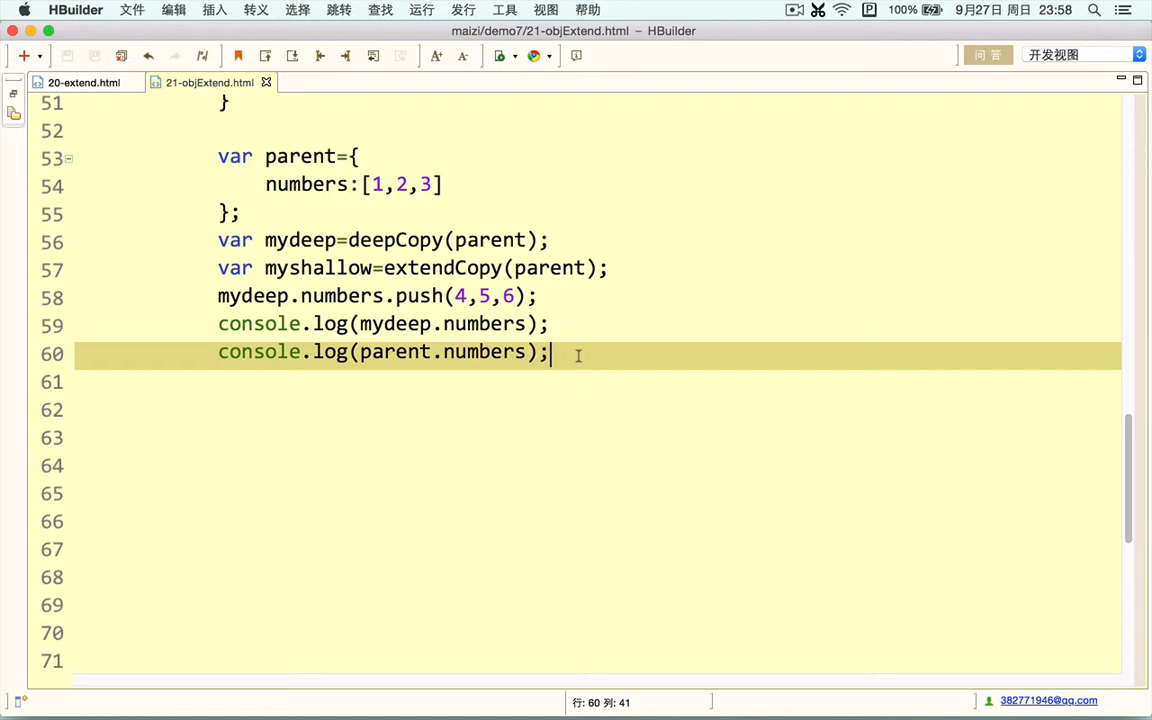 HBuilder 文件 编辑 插入 转义 选择 跳转 查找 运行 发行 工具 视图 帮助 100% 9月27日 周日 23:58
maizi/demo7/21-objExtend.html – HBuilder
问 答 开发视图
20-extend.html 21-objExtend.html
51 }
52
53 var parent={
54 numbers:[1,2,3]
55 };
56 var mydeep=deepCopy(parent);
57 var myshallow=extendCopy(parent);
58 mydeep.numbers.push(4,5,6);
59 console.log(mydeep.numbers);
60 console.log(parent.numbers);
61
62
63
64
65
66
67
68
69
70
71
行: 60 列: 41 382771946@qq.com